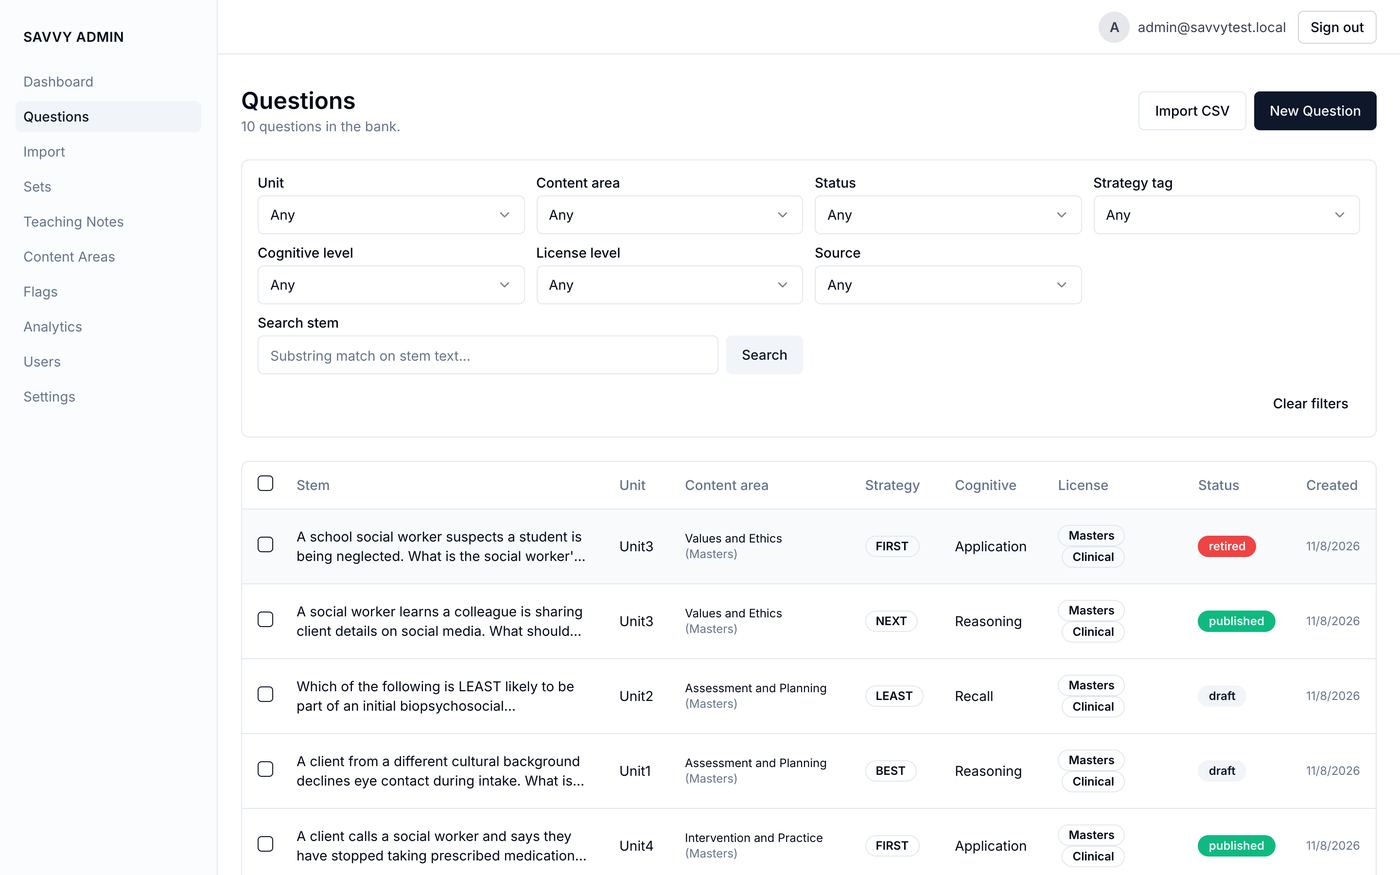 SAVVY ADMIN
Dashboard
Questions
Import
Sets
Teaching Notes
Content Areas
Flags
Analytics
Users
Settings
A admin@savvytest.local Sign out
Questions
10 questions in the bank.
Import CSV New Question
Unit Content area Status Strategy tag
Any Any Any Any
Cognitive level License level Source
Any Any Any
Search stem
Substring match on stem text... Search
Clear filters
Stem Unit Content area Strategy Cognitive License Status Created
A school social worker suspects a student is
being neglected. What is the social worker'...
Unit3
Values and Ethics
(Masters)
FIRST
Application
Masters
Clinical
retired
11/8/2026
A social worker learns a colleague is sharing
client details on social media. What should...
Unit3
Values and Ethics
(Masters)
NEXT
Reasoning
Masters
Clinical
published
11/8/2026
Which of the following is LEAST likely to be
part of an initial biopsychosocial...
Unit2
Assessment and Planning
(Masters)
LEAST
Recall
Masters
Clinical
draft
11/8/2026
A client from a different cultural background
declines eye contact during intake. What is...
Unit1
Assessment and Planning
(Masters)
BEST
Reasoning
Masters
Clinical
draft
11/8/2026
A client calls a social worker and says they
have stopped taking prescribed medication...
Unit4
Intervention and Practice
(Masters)
FIRST
Application
Masters
Clinical
published
11/8/2026